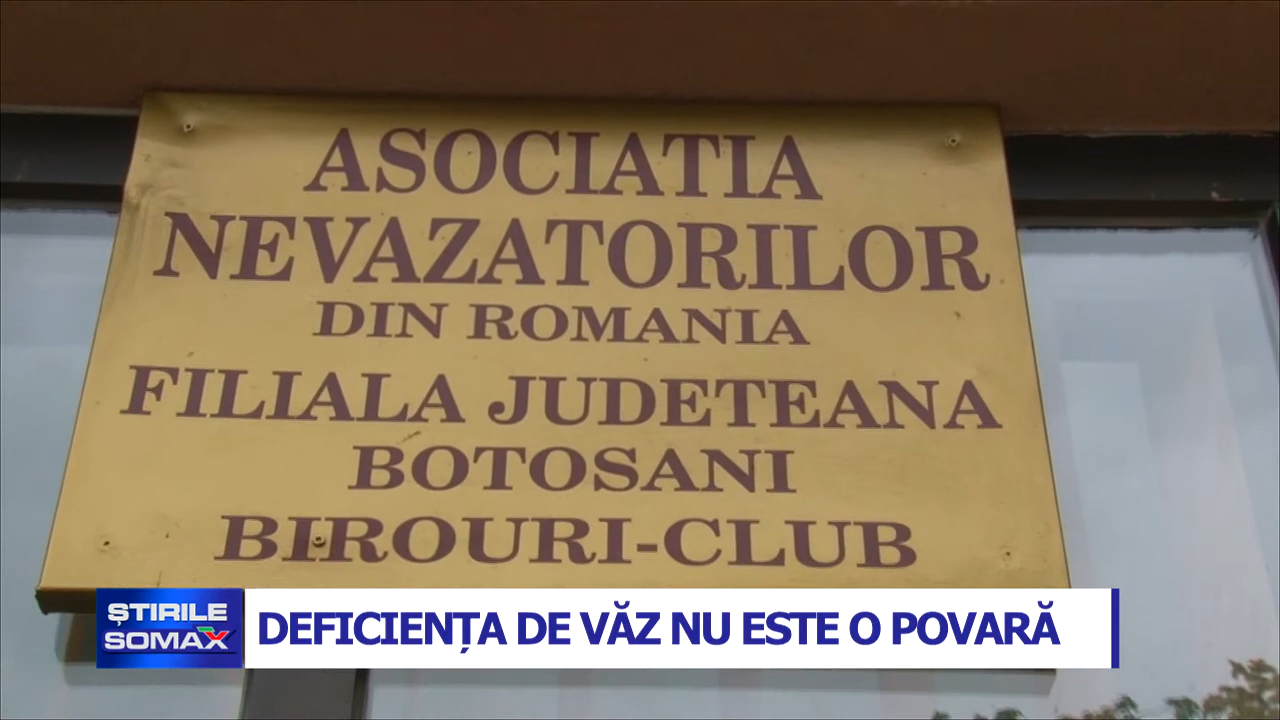 ASOCIATIA
NEVAZATORILOR
DIN ROMANIA
FILIALA JUDETEANA
BOTOSANI
BIROURI-CLUB
ȘTIRILE
SOMAX
DEFICIENȚA DE VĂZ NU ESTE O POVARĂ